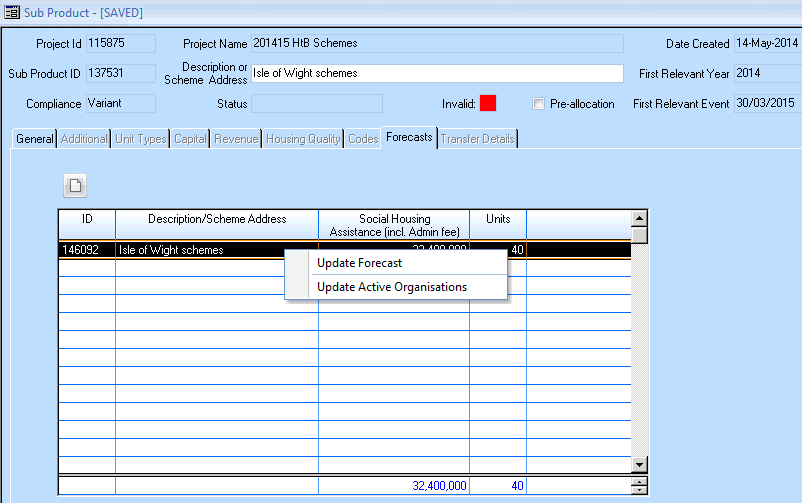 Sub Product - [SAVED]
Project Id 115875 Project Name 201415 HtB Schemes Date Created 14-May-2014
Sub Product ID 137531 Description or Scheme Address Isle of Wight schemes First Relevant Year 2014
Compliance Variant Status Invalid: Pre-allocation First Relevant Event 30/03/2015
General Additional Unit Types Capital Revenue Housing Quality Codes Forecasts Transfer Details
ID Description/Scheme Address Social Housing Assistance (incl. Admin fee) Units
146092 Isle of Wight schemes 32,400,000 40
Update Forecast
Update Active Organisations
32,400,000 40